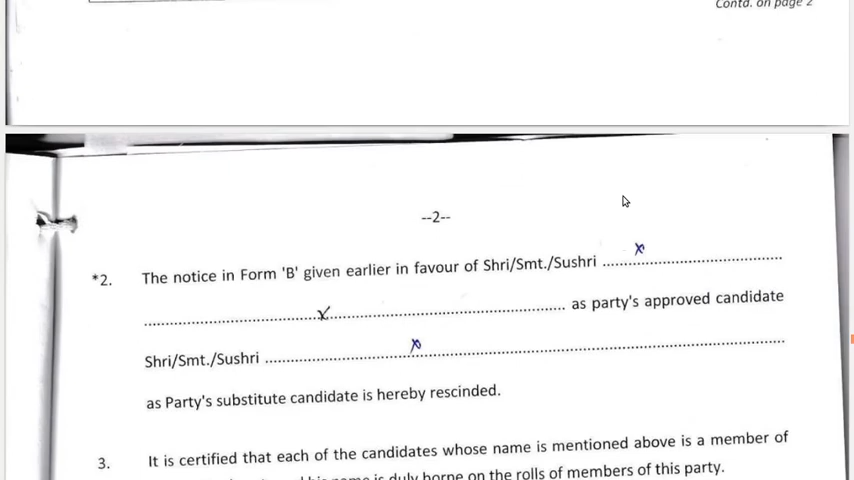 Contd. on page 2
--2--
*2. The notice in Form 'B' given earlier in favour of Shri/Smt./Sushri ........x........
........x........ as party's approved candidate
Shri/Smt./Sushri ........x........
as Party's substitute candidate is hereby rescinded.
3. It is certified that each of the candidates whose name is mentioned above is a member of
name is duly borne on the rolls of members of this party.